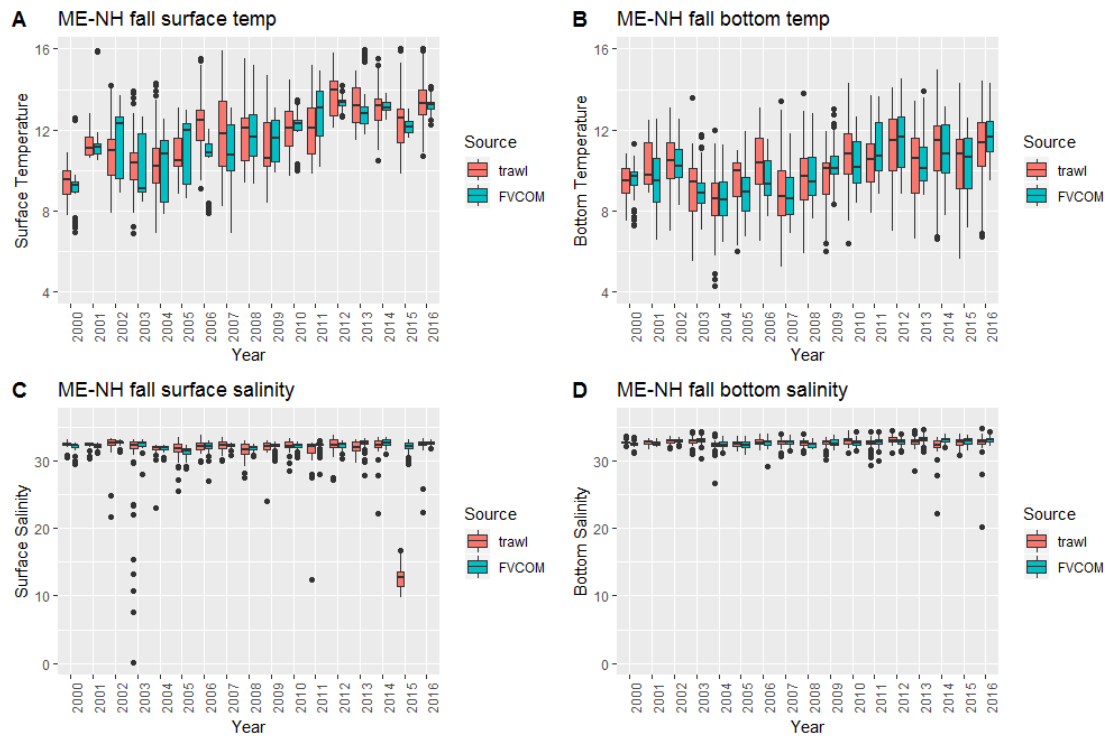 A ME-NH fall surface temp
16
12
8
4
Surface Temperature
2000 2001 2002 2003 2004 2005 2006 2007 2008 2009 2010 2011 2012 2013 2014 2015 2016
Year
Source
trawl
FVCOM
B ME-NH fall bottom temp
16
12
8
4
Bottom Temperature
2000 2001 2002 2003 2004 2005 2006 2007 2008 2009 2010 2011 2012 2013 2014 2015 2016
Year
Source
trawl
FVCOM
C ME-NH fall surface salinity
30
20
10
0
Surface Salinity
2000 2001 2002 2003 2004 2005 2006 2007 2008 2009 2010 2011 2012 2013 2014 2015 2016
Year
Source
trawl
FVCOM
D ME-NH fall bottom salinity
30
20
10
0
Bottom Salinity
2000 2001 2002 2003 2004 2005 2006 2007 2008 2009 2010 2011 2012 2013 2014 2015 2016
Year
Source
trawl
FVCOM